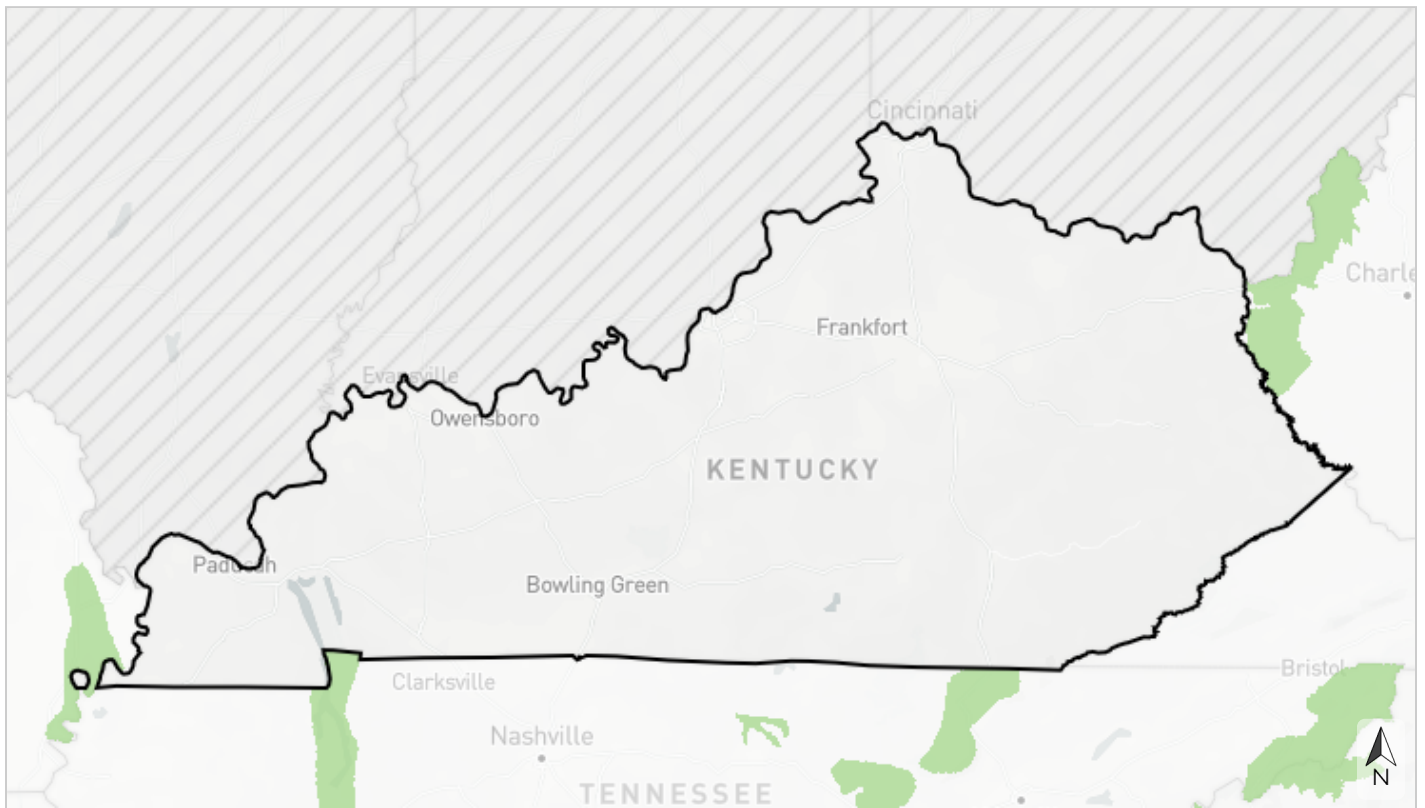 Cincinnati
Charle
Frankfort
Evansville
Owensboro
KENTUCKY
Paducah
Bowling Green
Clarksville
Bristol
Nashville
TENNESSEE
N